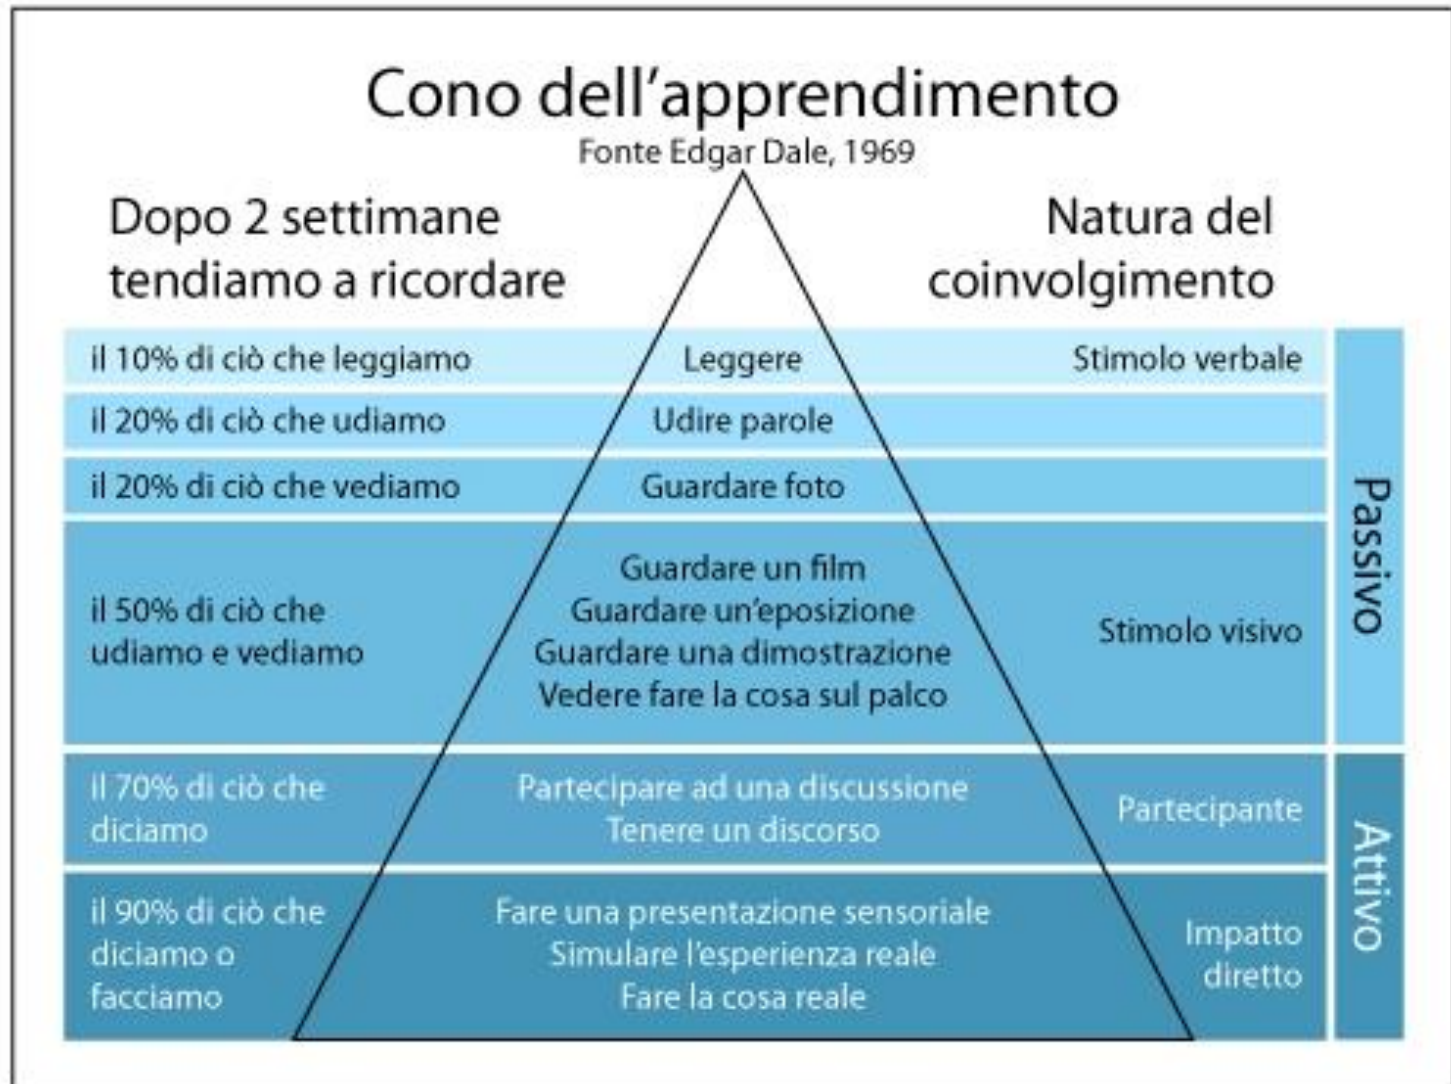 Cono dell'apprendimento
Fonte Edgar Dale, 1969
Dopo 2 settimane
tendiamo a ricordare
Natura del
coinvolgimento
il 10% di ciò che leggiamo
Leggere
Stimolo verbale
il 20% di ciò che udiamo
Udire parole
il 20% di ciò che vediamo
Guardare foto
il 50% di ciò che
udiamo e vediamo
Guardare un film
Guardare un'eposizione
Guardare una dimostrazione
Vedere fare la cosa sul palco
Stimolo visivo
Passivo
il 70% di ciò che
diciamo
Partecipare ad una discussione
Tenere un discorso
Partecipante
il 90% di ciò che
diciamo o
facciamo
Fare una presentazione sensoriale
Simulare l'esperienza reale
Fare la cosa reale
Impatto
diretto
Attivo